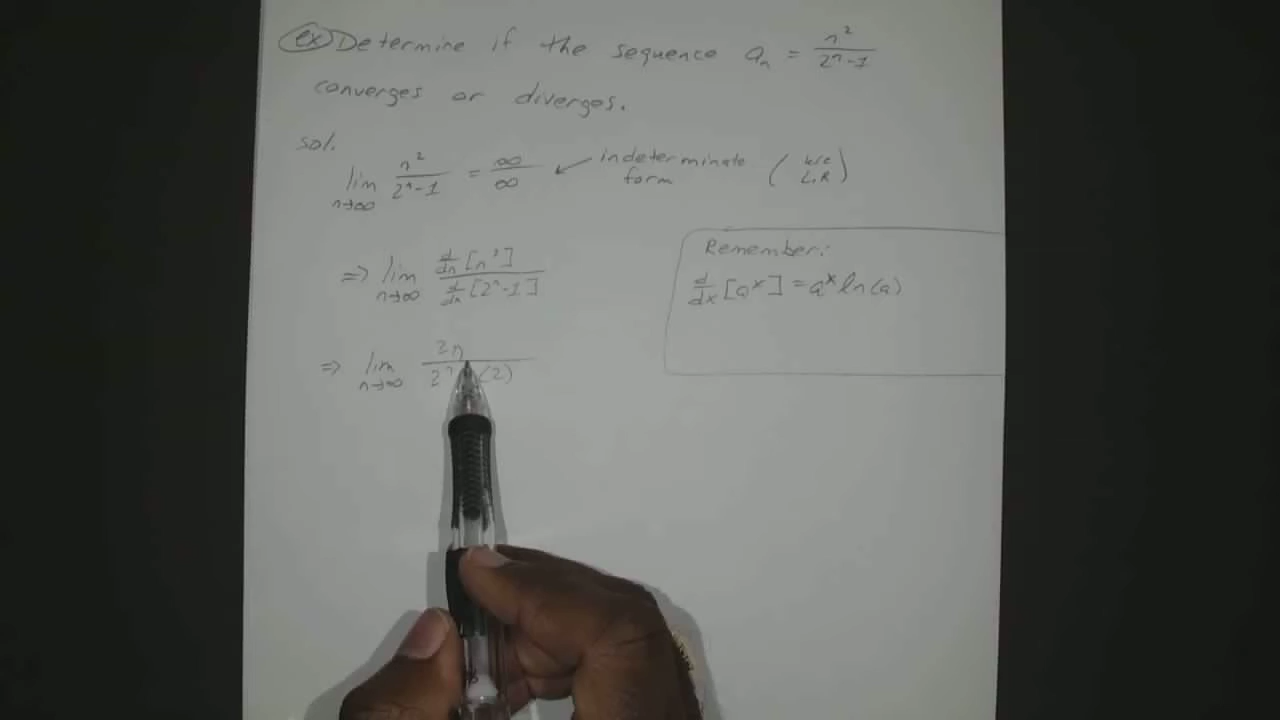 ex Determine if the sequence aₙ = n²/(2ⁿ-1)
converges or diverges.
sol.
lim n→∞ n²/(2ⁿ-1) = ∞/∞ ← indeterminate form ( use L.R )
⇒ lim n→∞ d/dn[n²] / d/dn[2ⁿ-1]
Remember:
d/dx[aˣ] = aˣ ln(a)
⇒ lim n→∞ 2n / 2ⁿ (2)